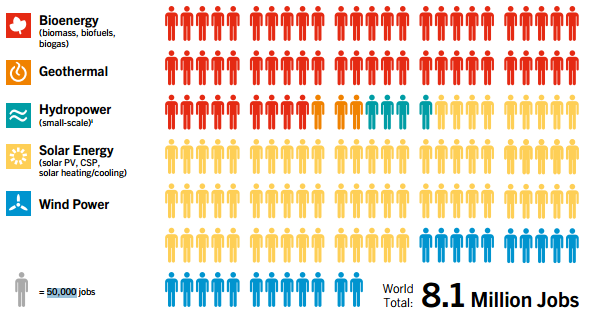 Bioenergy
(biomass, biofuels,
biogas)
Geothermal
Hydropower
(small-scale)i
Solar Energy
(solar PV, CSP,
solar heating/cooling)
Wind Power
= 50,000 jobs
World
Total: 8.1 Million Jobs